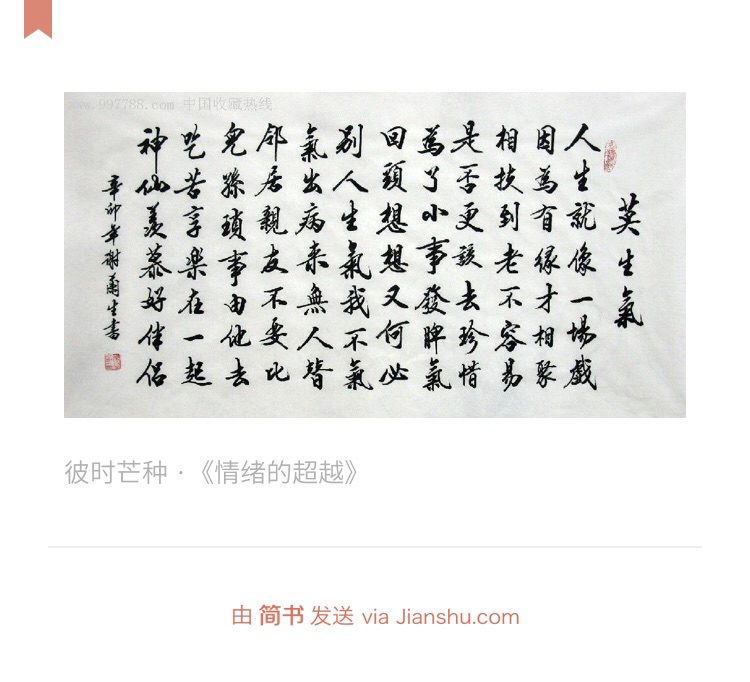 www.997788.com 中国收藏热线
莫生氣
人生就像一場戲
因為有緣才相聚
相扶到老不容易
是否更該去珍惜
為了小事發脾氣
回頭想想又何必
别人生氣我不氣
氣出病来無人替
邻居親友不要比
兒孫瑣事由他去
吃苦享樂在一起
神仙羨慕好伴侶
辛卯年謝爾生書
彼时芒种 ·《情绪的超越》
由 简书 发送 via Jianshu.com